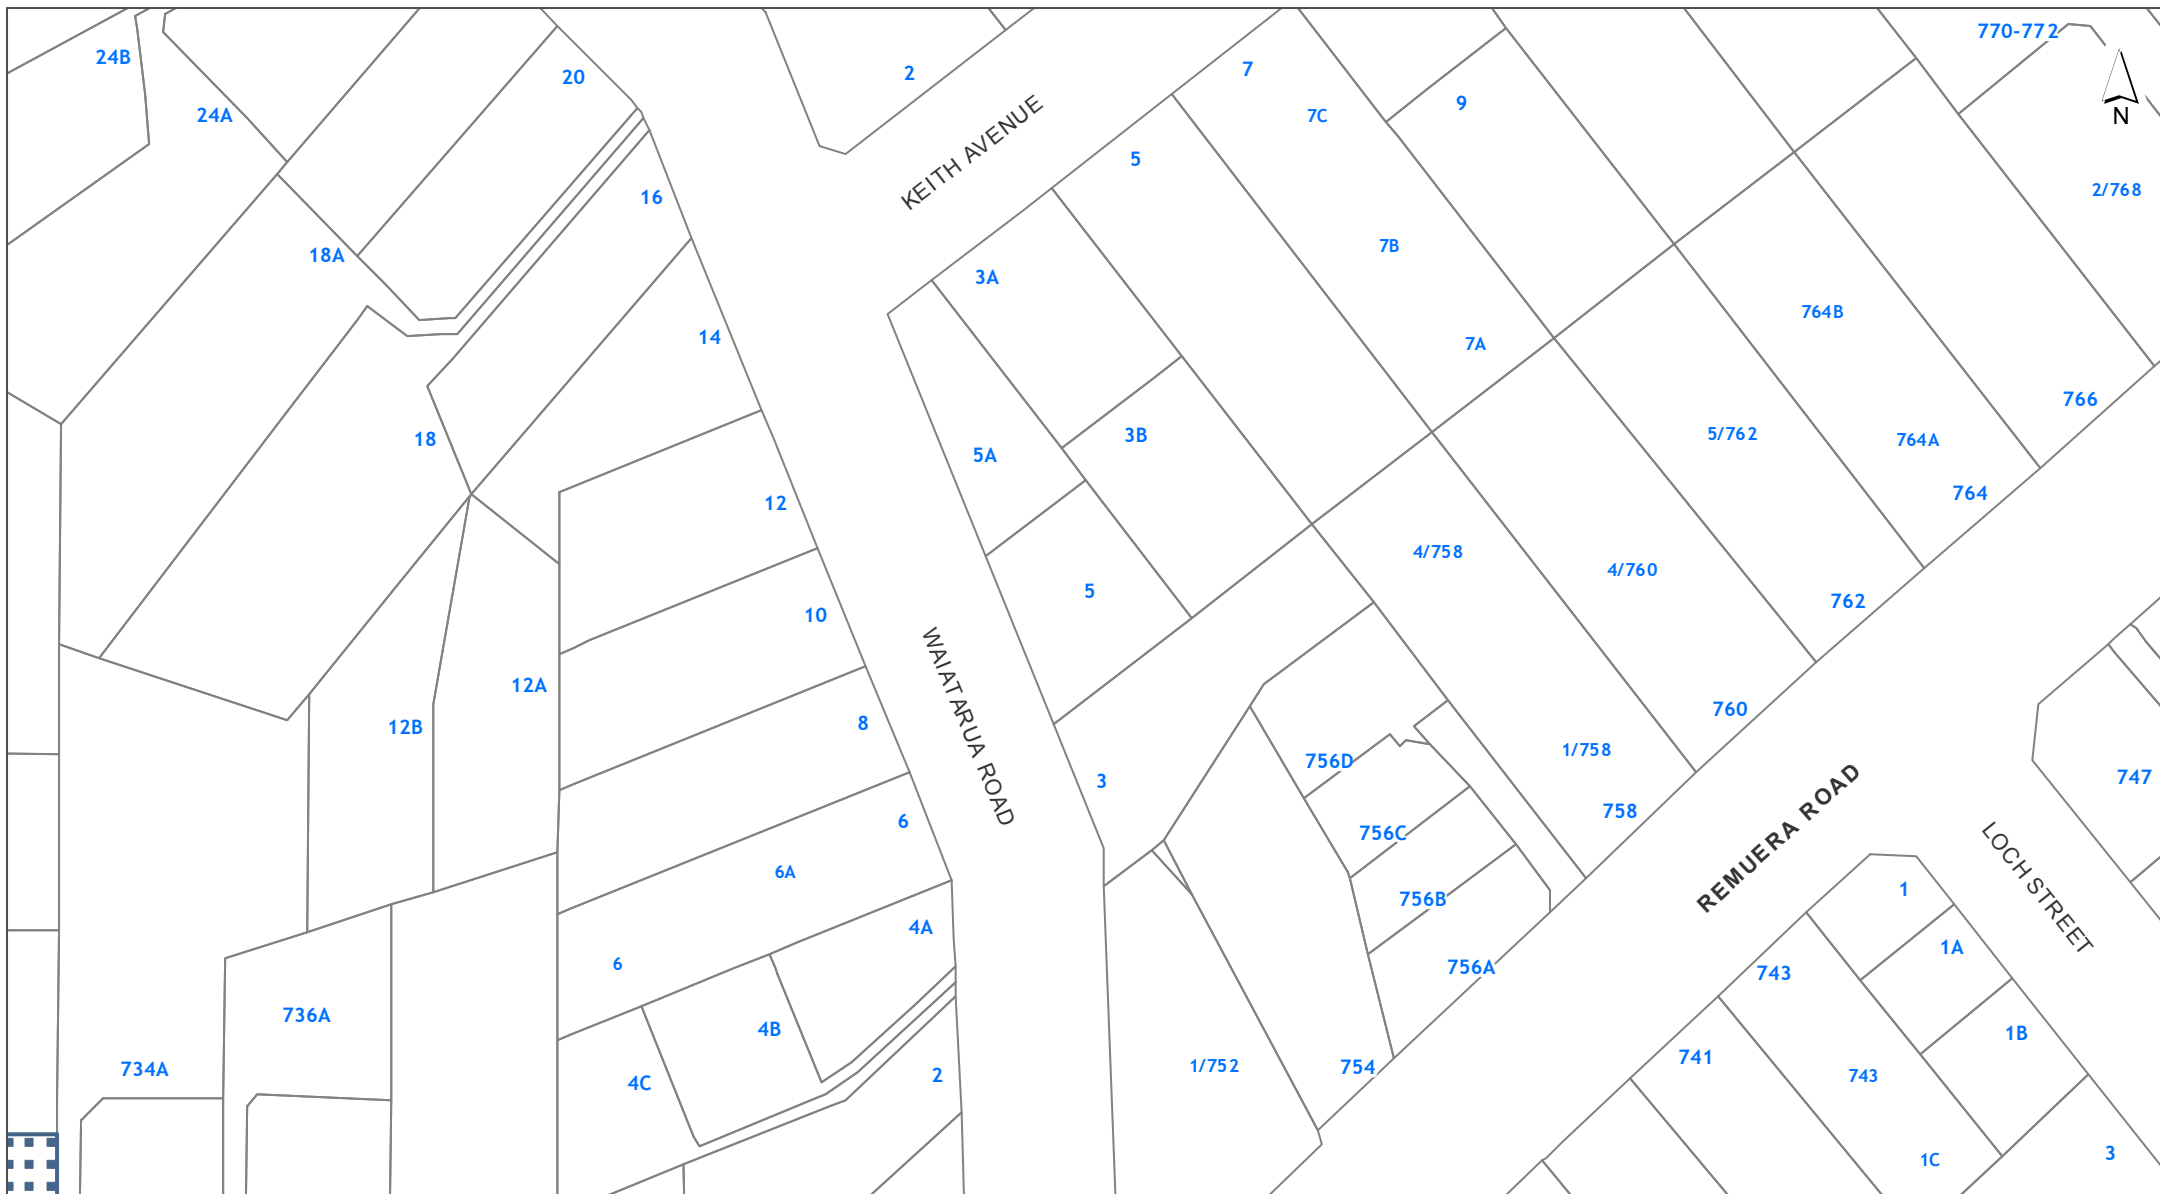 770-772
24B
20
2
7
24A
7C
9
KEITH AVENUE
N
5
16
2/768
18A
7B
3A
14
764B
7A
18
3B
5A
5/762
764A
766
12
764
4/758
4/760
5
10
762
WAIATARUA ROAD
12A
12B
8
760
3
756D
1/758
747
6
756C
758
REMUERA ROAD
LOCH STREET
6A
756B
1
4A
1A
6
756A
743
736A
4B
1B
734A
4C
2
1/752
754
741
743
1C
3